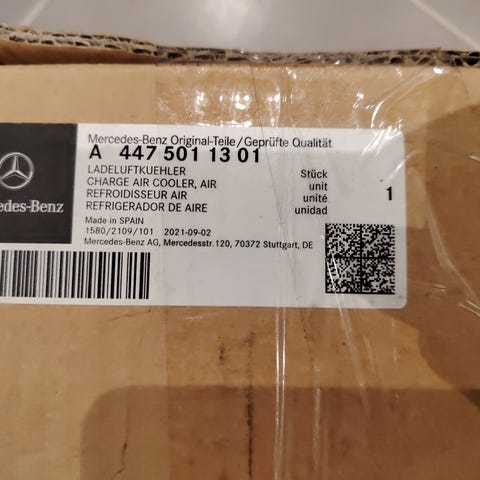 Mercedes-Benz Original-Teile/Geprüfte Qualität
A 447 501 13 01
LADELUFTKUEHLER
CHARGE AIR COOLER, AIR
REFROIDISSEUR AIR
REFRIGERADOR DE AIRE
Stück
unit
unité
unidad
1
edes-Benz
Made in SPAIN
1580/2109/101 2021-09-02
Mercedes-Benz AG, Mercedesstr.120, 70372 Stuttgart, DE